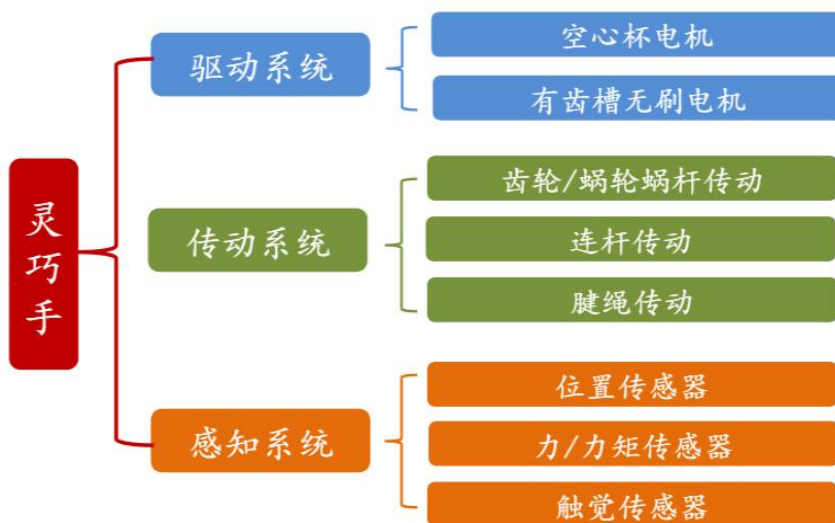 灵巧手
驱动系统
空心杯电机
有齿槽无刷电机
传动系统
齿轮/蜗轮蜗杆传动
连杆传动
腱绳传动
感知系统
位置传感器
力/力矩传感器
触觉传感器